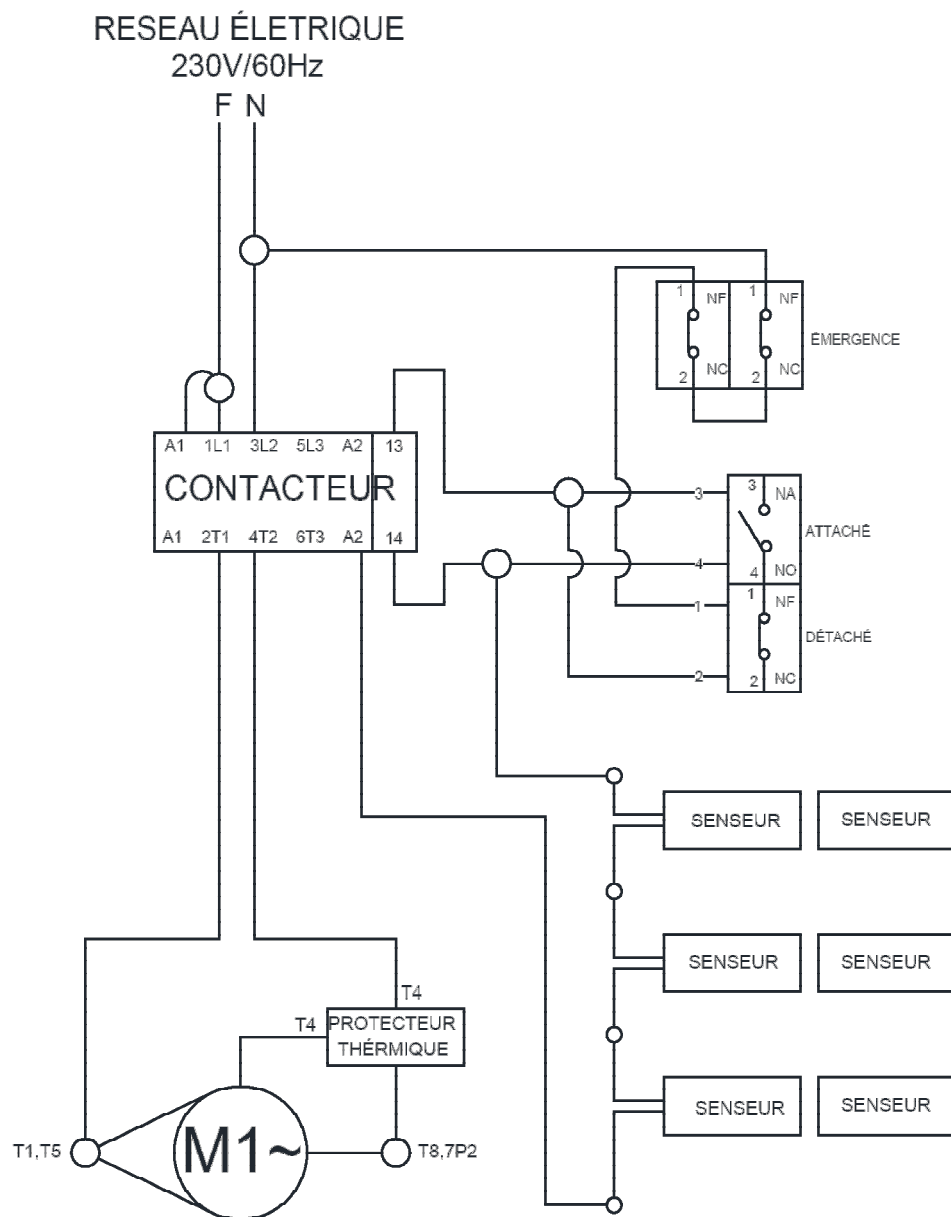 RESEAU ÉLETRIQUE
230V/60Hz
F N
1 NF 1 NF
ÉMERGENCE
2 NC 2 NC
A1 1L1 3L2 5L3 A2 13
CONTACTEUR
A1 2T1 4T2 6T3 A2 14
3 3 NA
ATTACHÉ
4 4 NO
1 1 NF
DÉTACHÉ
2 2 NC
SENSEUR SENSEUR
SENSEUR SENSEUR
T4
T4 PROTECTEUR
THÉRMIQUE
SENSEUR SENSEUR
T1,T5 M1~ T8,7P2